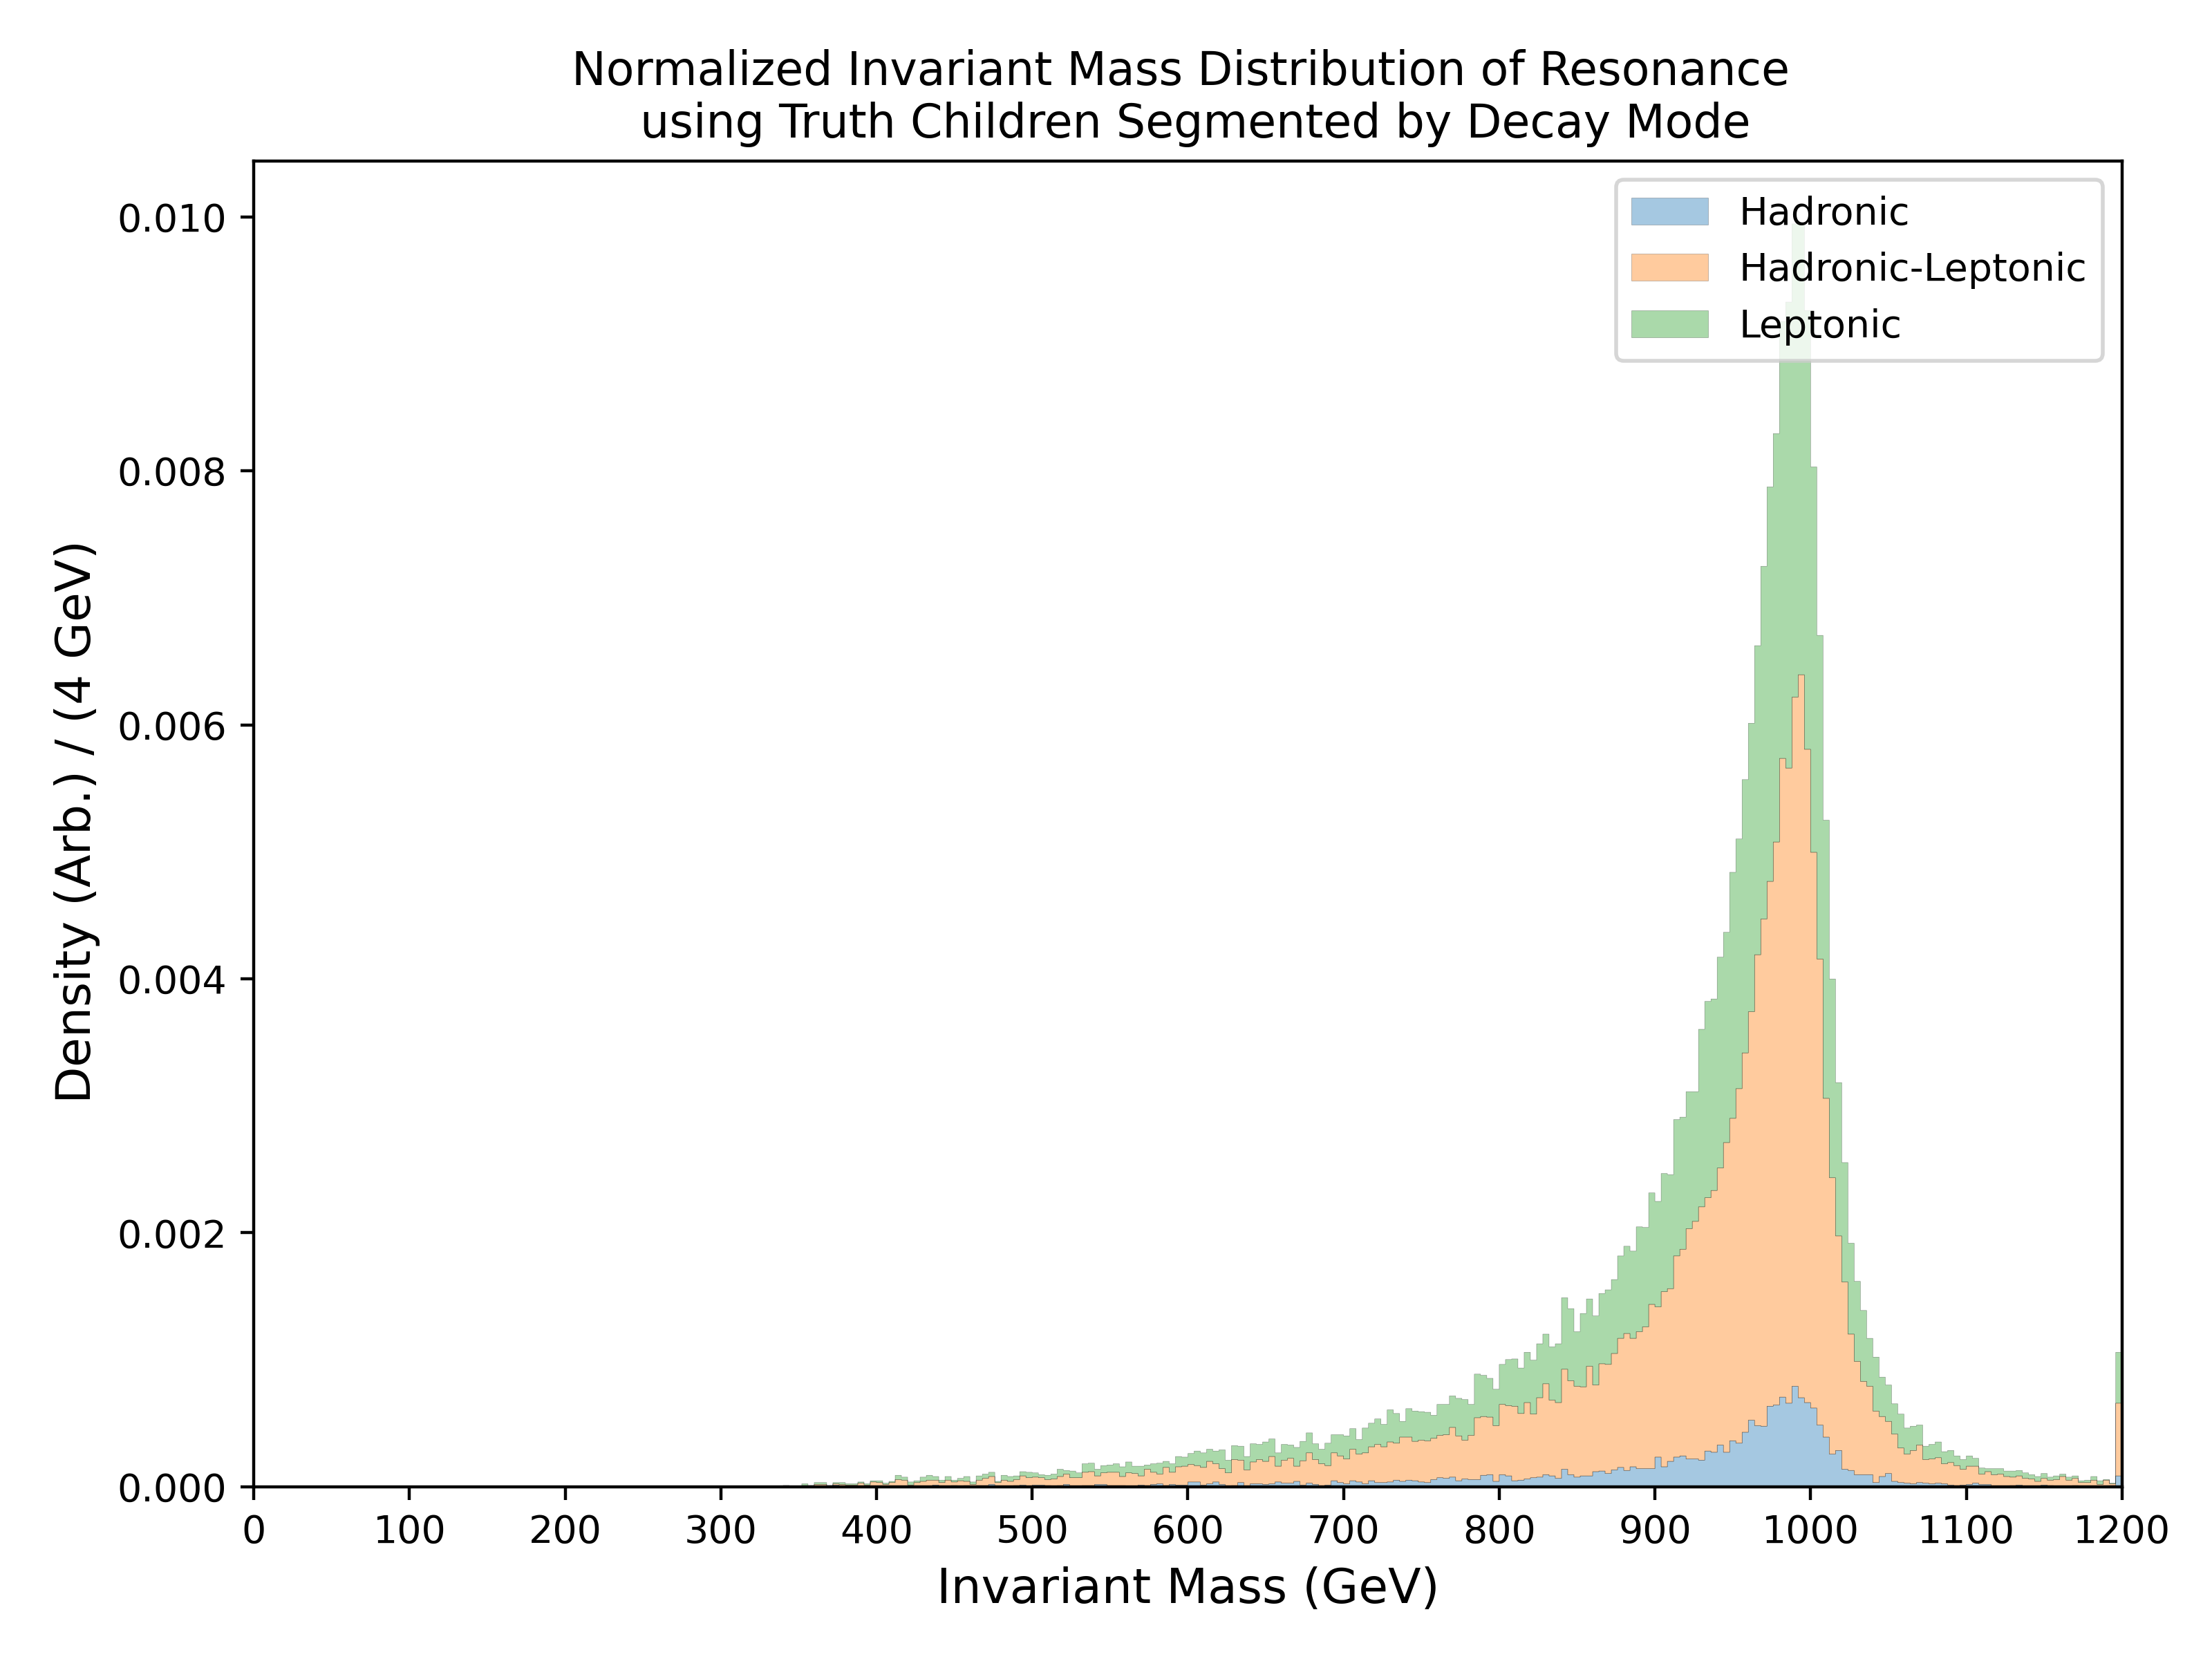 Normalized Invariant Mass Distribution of Resonance
using Truth Children Segmented by Decay Mode
Hadronic
Hadronic-Leptonic
Leptonic
Density (Arb.) / (4 GeV)
0.010
0.008
0.006
0.004
0.002
0.000
0 100 200 300 400 500 600 700 800 900 1000 1100 1200
Invariant Mass (GeV)